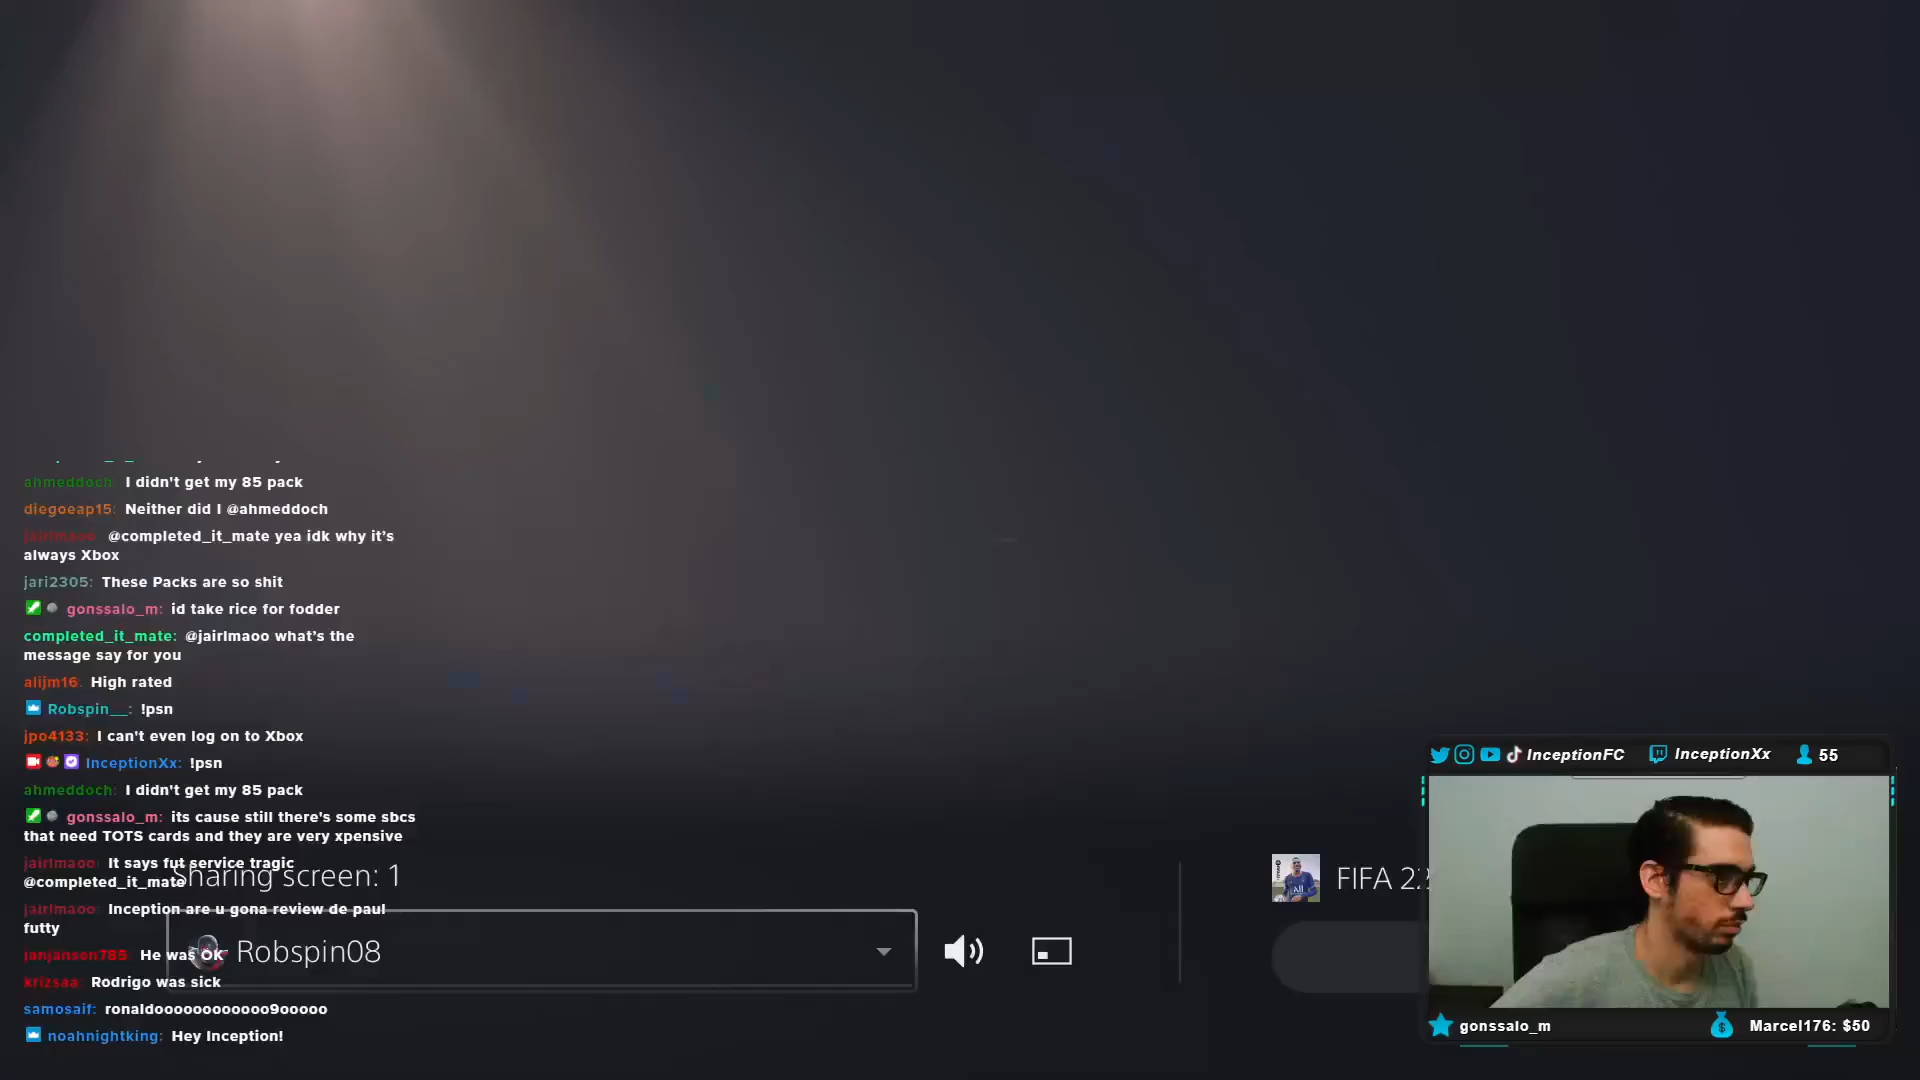 ahmeddoch: I didn't get my 85 pack
diegoeap15: Neither did I @ahmeddoch
jairlmaoo: @completed_it_mate yea idk why it's
always Xbox
jari2305: These Packs are so shit
gonssalo_m: id take rice for fodder
completed_it_mate: @jairlmaoo what's the
message say for you
alijm16: High rated
Robspin__: !psn
jpo4133: I can't even log on to Xbox
InceptionXx: !psn
ahmeddoch: I didn't get my 85 pack
gonssalo_m: its cause still there's some sbcs
that need TOTS cards and they are very xpensive
jairlmaoo: It says fut service tragic
@completed_it_mate
jairlmaoo: Inception are u gona review de paul
futty
janjansen785: He was OK
krizsaa: Rodrigo was sick
samosaif: ronaldooooooooooo9ooooo
noahnightking: Hey Inception!
Sharing screen: 1
Robspin08
FIFA 22
InceptionFC InceptionXx 55
gonssalo_m Marcel176: $50